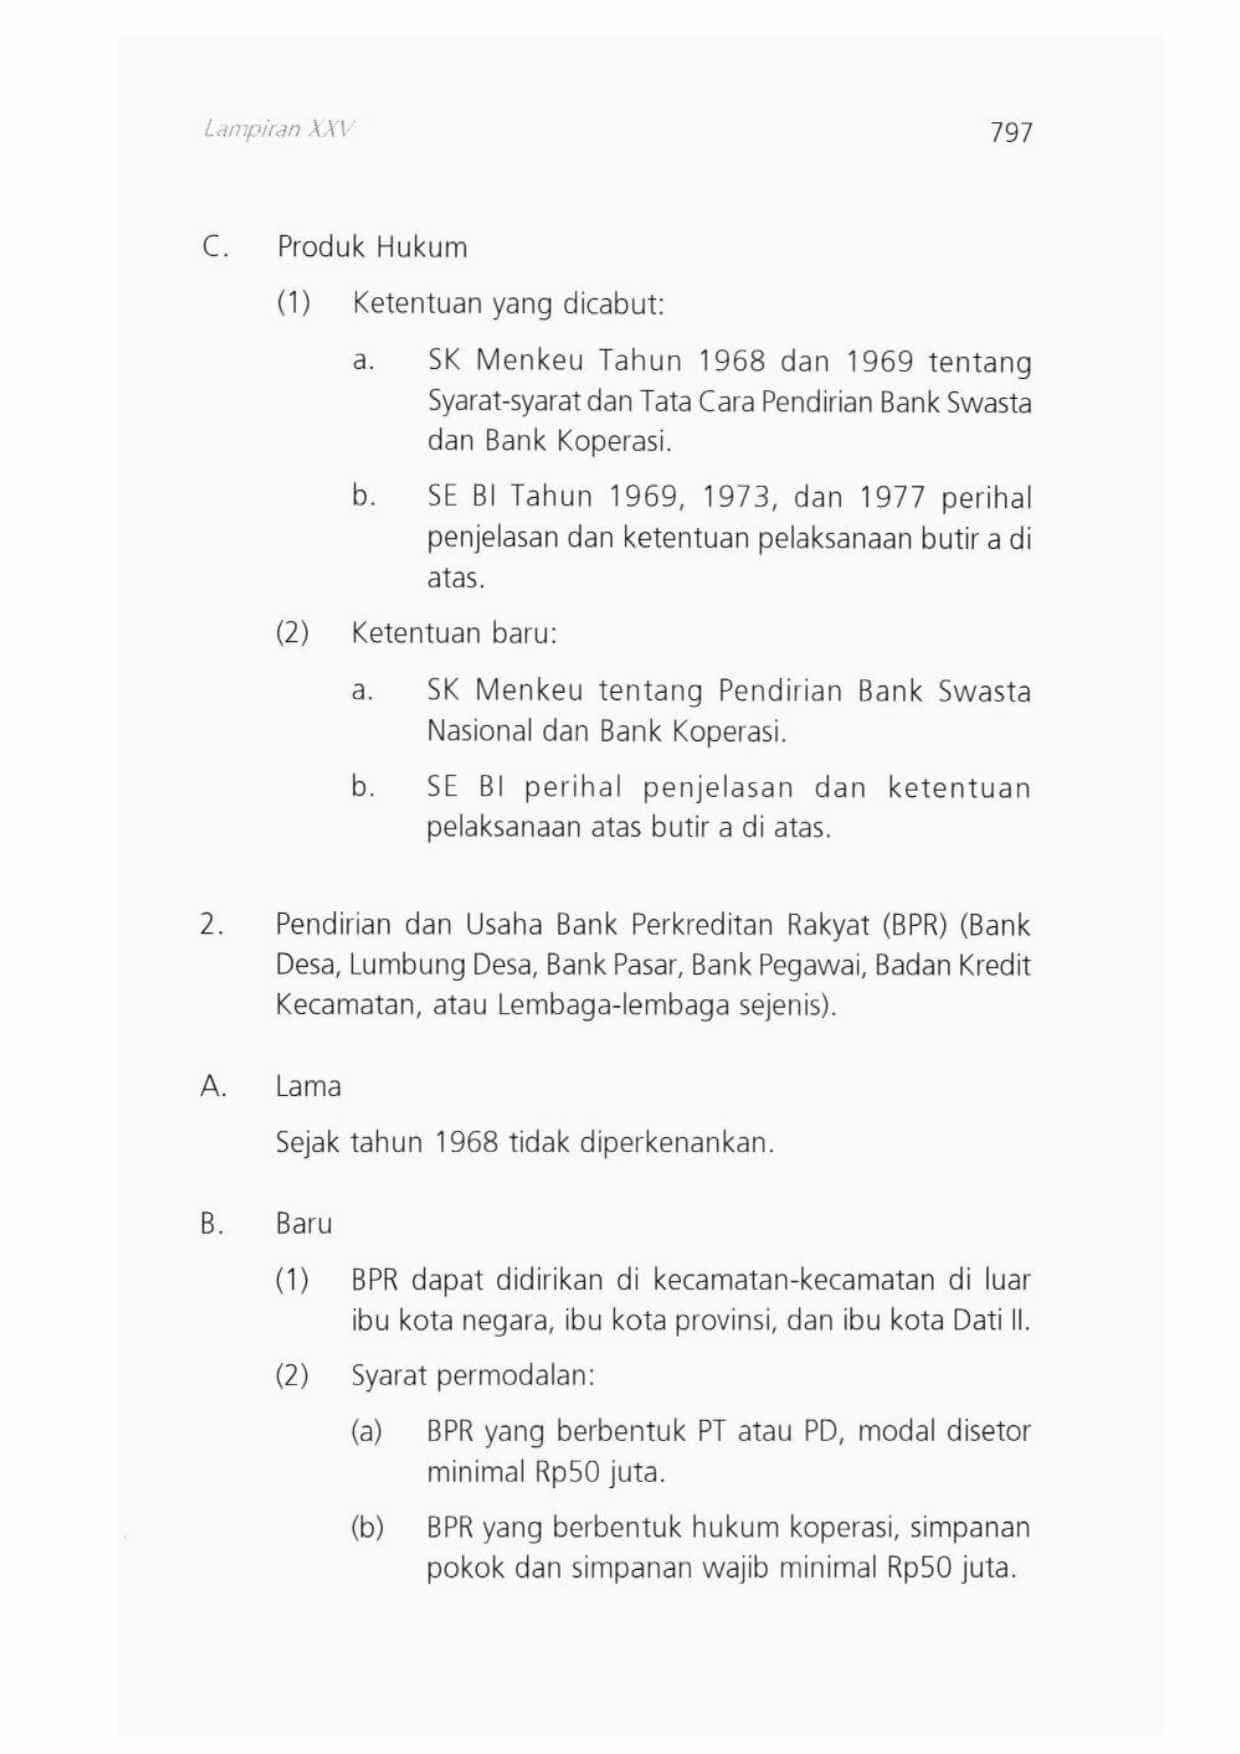 Lampiran XXV 797
C. Produk Hukum
(1) Ketentuan yang dicabut:
a. SK Menkeu Tahun 1968 dan 1969 tentang
Syarat-syarat dan Tata Cara Pendirian Bank Swasta
dan Bank Koperasi.
b. SE BI Tahun 1969, 1973, dan 1977 perihal
penjelasan dan ketentuan pelaksanaan butir a di
atas.
(2) Ketentuan baru:
a. SK Menkeu tentang Pendirian Bank Swasta
Nasional dan Bank Koperasi.
b. SE BI perihal penjelasan dan ketentuan
pelaksanaan atas butir a di atas.
2. Pendirian dan Usaha Bank Perkreditan Rakyat (BPR) (Bank
Desa, Lumbung Desa, Bank Pasar, Bank Pegawai, Badan Kredit
Kecamatan, atau Lembaga-lembaga sejenis).
A. Lama
Sejak tahun 1968 tidak diperkenankan.
B. Baru
(1) BPR dapat didirikan di kecamatan-kecamatan di luar
ibu kota negara, ibu kota provinsi, dan ibu kota Dati II.
(2) Syarat permodalan:
(a) BPR yang berbentuk PT atau PD, modal disetor
minimal Rp50 juta.
(b) BPR yang berbentuk hukum koperasi, simpanan
pokok dan simpanan wajib minimal Rp50 juta.